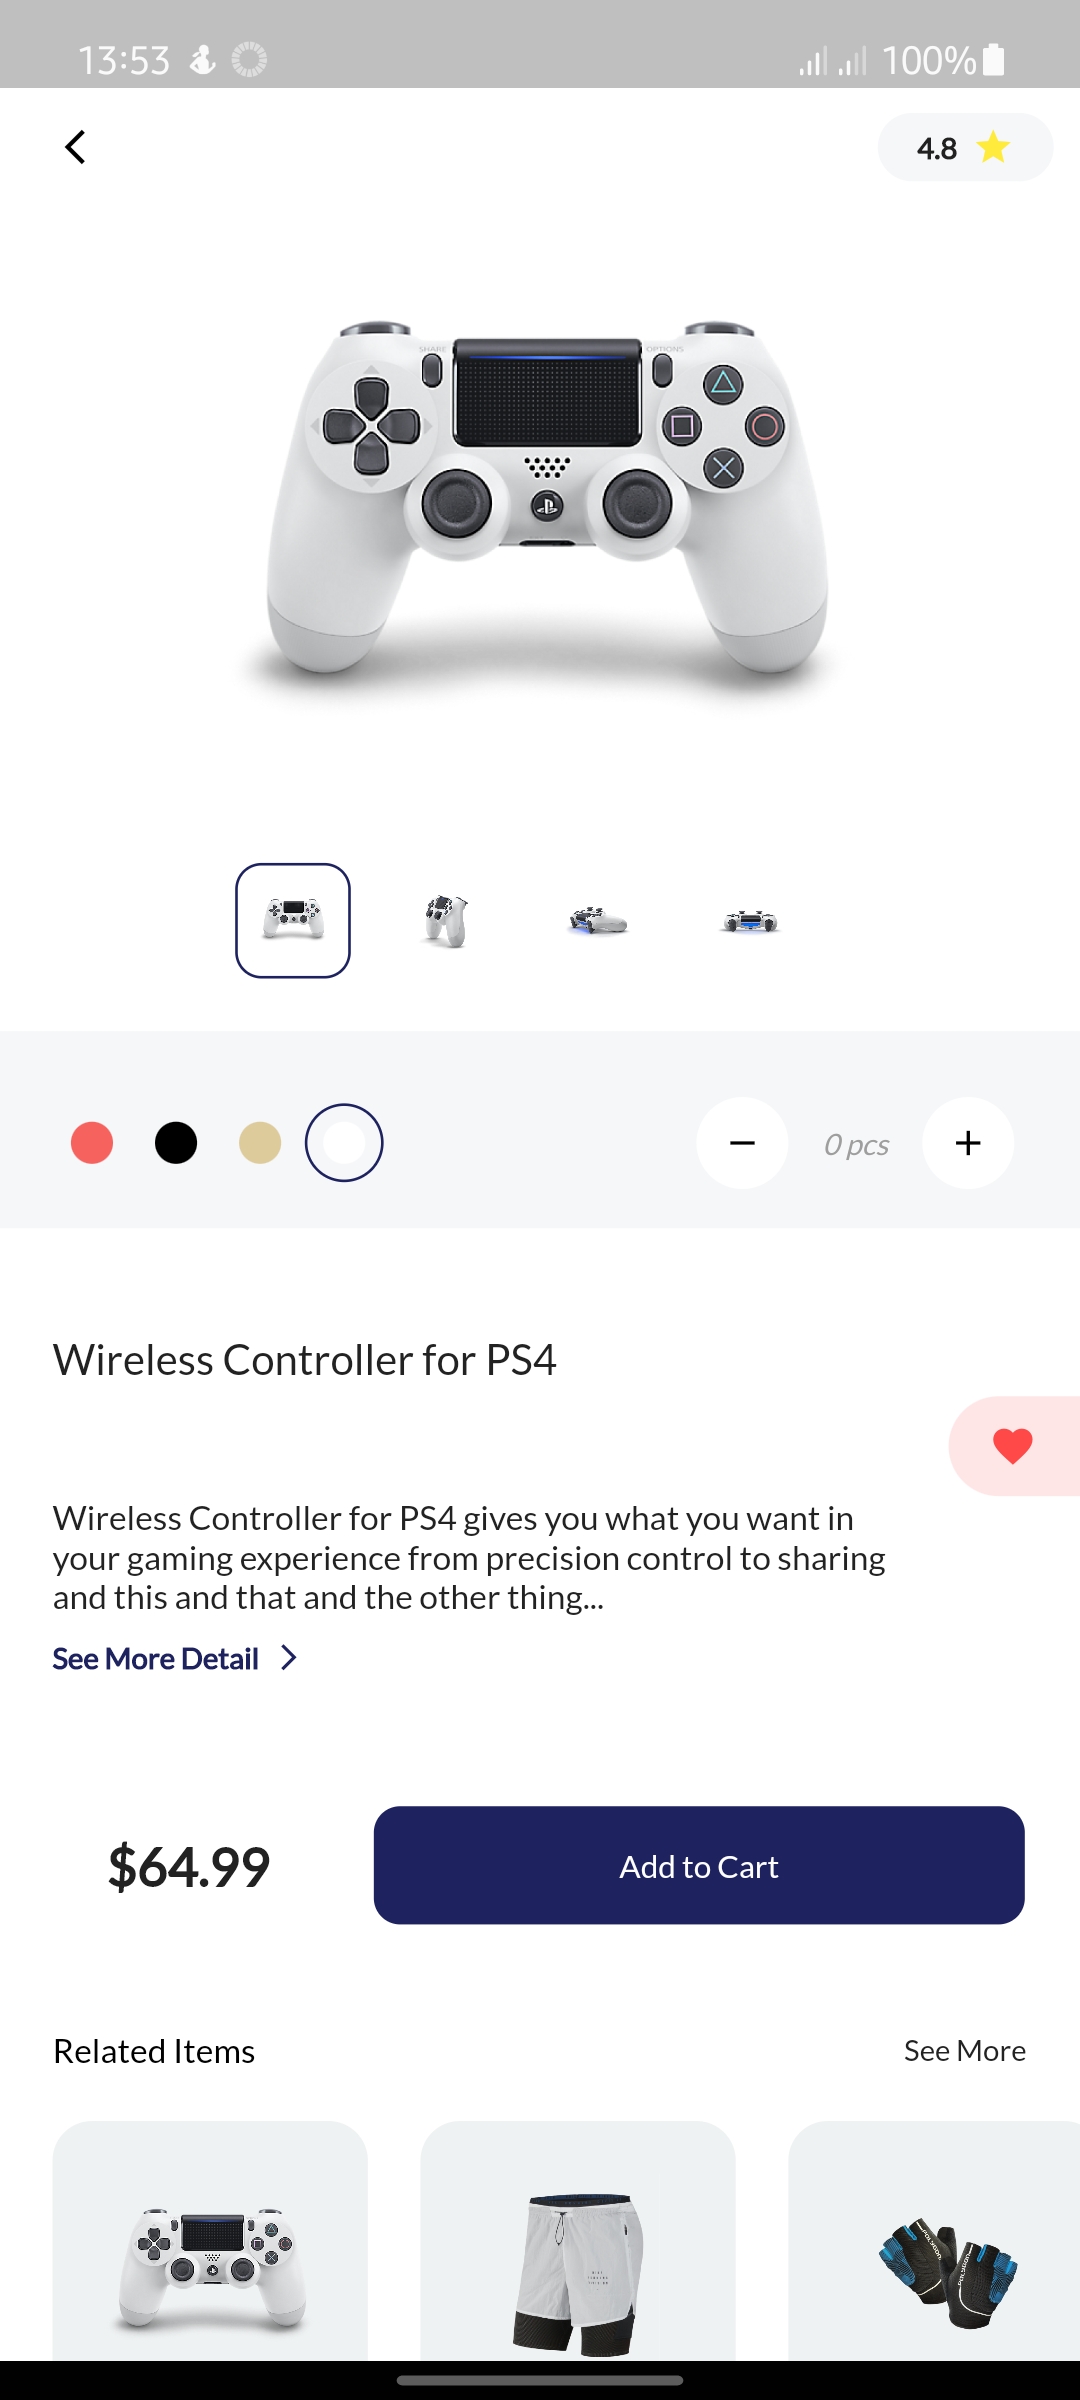 13:53
100%
4.8
SHARE
OPTIONS
0 pcs
Wireless Controller for PS4
Wireless Controller for PS4 gives you what you want in
your gaming experience from precision control to sharing
and this and that and the other thing...
See More Detail
$64.99
Add to Cart
Related Items
See More